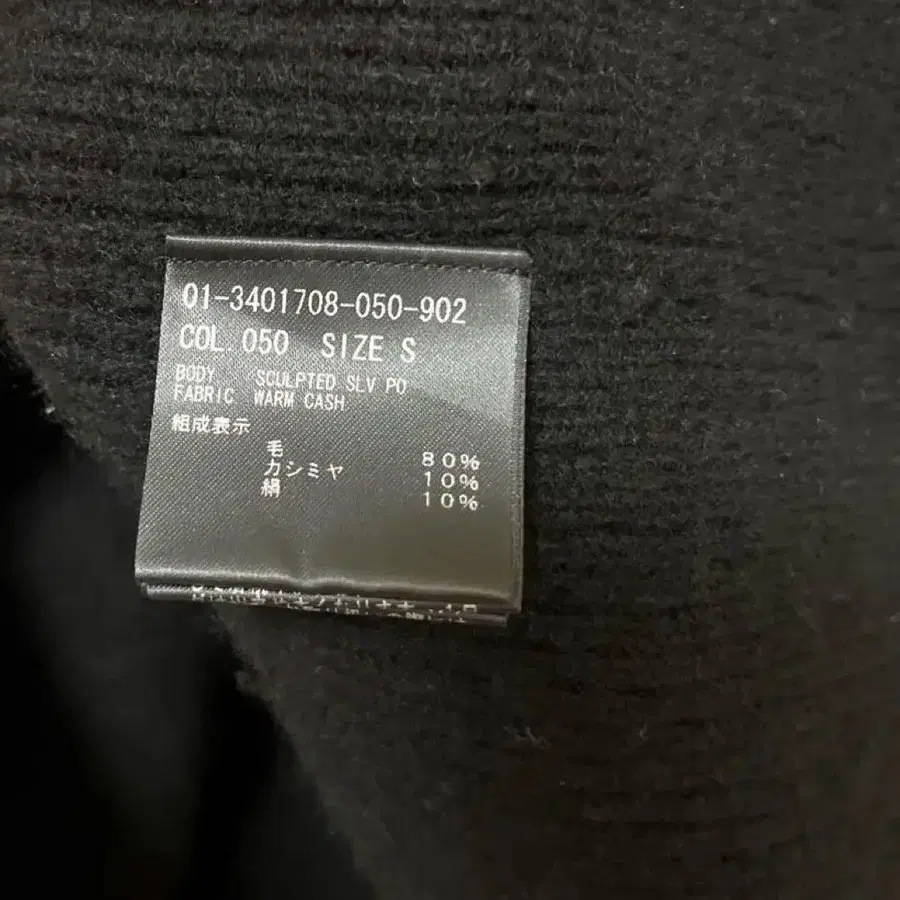 01-3401708-050-902
COL.050 SIZE S
BODY SCULPTED SLV PO
FABRIC WARM CASH
組成表示
毛 80%
カシミヤ 10%
絹 10%